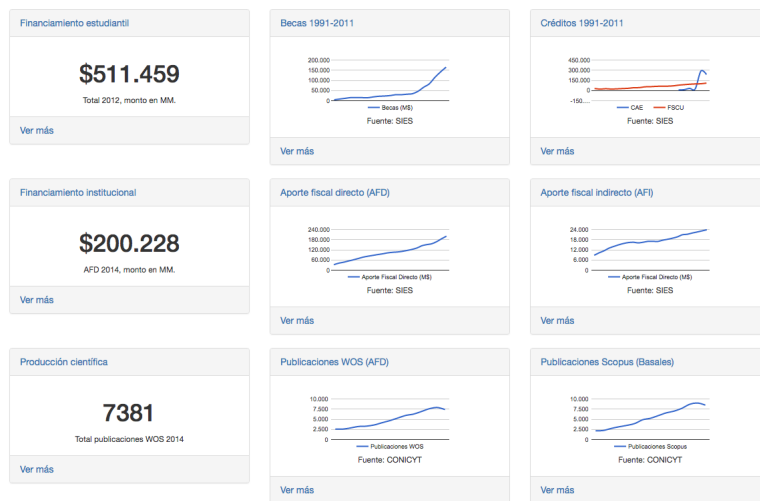 Financiamiento estudiantil
$511.459
Total 2012, monto en MM.
Ver más
Becas 1991-2011
200.000
150.000
100.000
50.000
0
Becas (M$)
Fuente: SIES
Ver más
Créditos 1991-2011
450.000
300.000
150.000
0
-150....
CAE FSCU
Fuente: SIES
Ver más
Financiamiento institucional
$200.228
AFD 2014, monto en MM.
Ver más
Aporte fiscal directo (AFD)
240.000
180.000
120.000
60.000
0
Aporte Fiscal Directo (M$)
Fuente: SIES
Ver más
Aporte fiscal indirecto (AFI)
24.000
18.000
12.000
6.000
0
Aporte Fiscal Directo (M$)
Fuente: SIES
Ver más
Producción científica
7381
Total publicaciones WOS 2014
Ver más
Publicaciones WOS (AFD)
10.000
7.500
5.000
2.500
0
Publicaciones WOS
Fuente: CONICYT
Ver más
Publicaciones Scopus (Basales)
10.000
7.500
5.000
2.500
0
Publicaciones Scopus
Fuente: CONICYT
Ver más